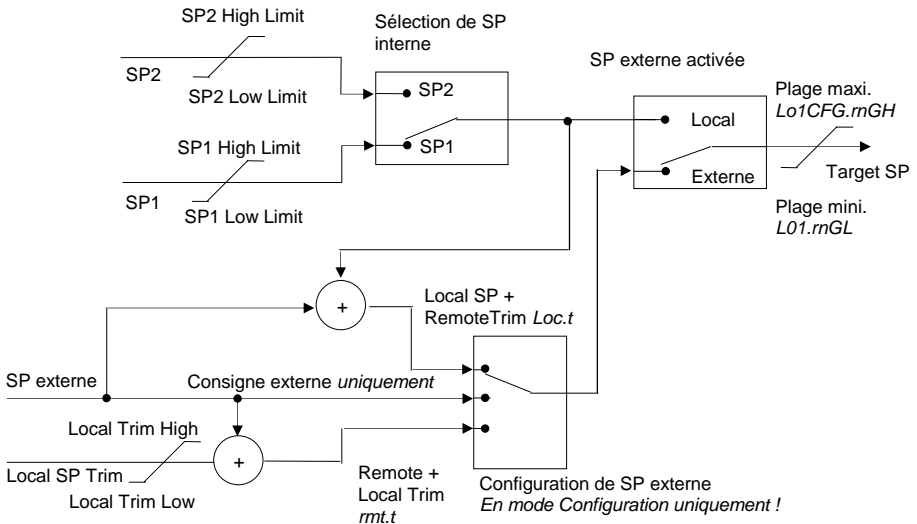 SP2 High Limit
SP2
SP2 Low Limit
Sélection de SP
interne
SP2
SP1
SP1 High Limit
SP1
SP1 Low Limit
SP externe activée
Local
Externe
Plage maxi.
Lo1CFG.rnGH
Target SP
Plage mini.
L01.rnGL
+
Local SP +
RemoteTrim Loc.t
SP externe
Consigne externe uniquement
Local Trim High
Local SP Trim
Local Trim Low
+
Remote +
Local Trim
rmt.t
Configuration de SP externe
En mode Configuration uniquement !